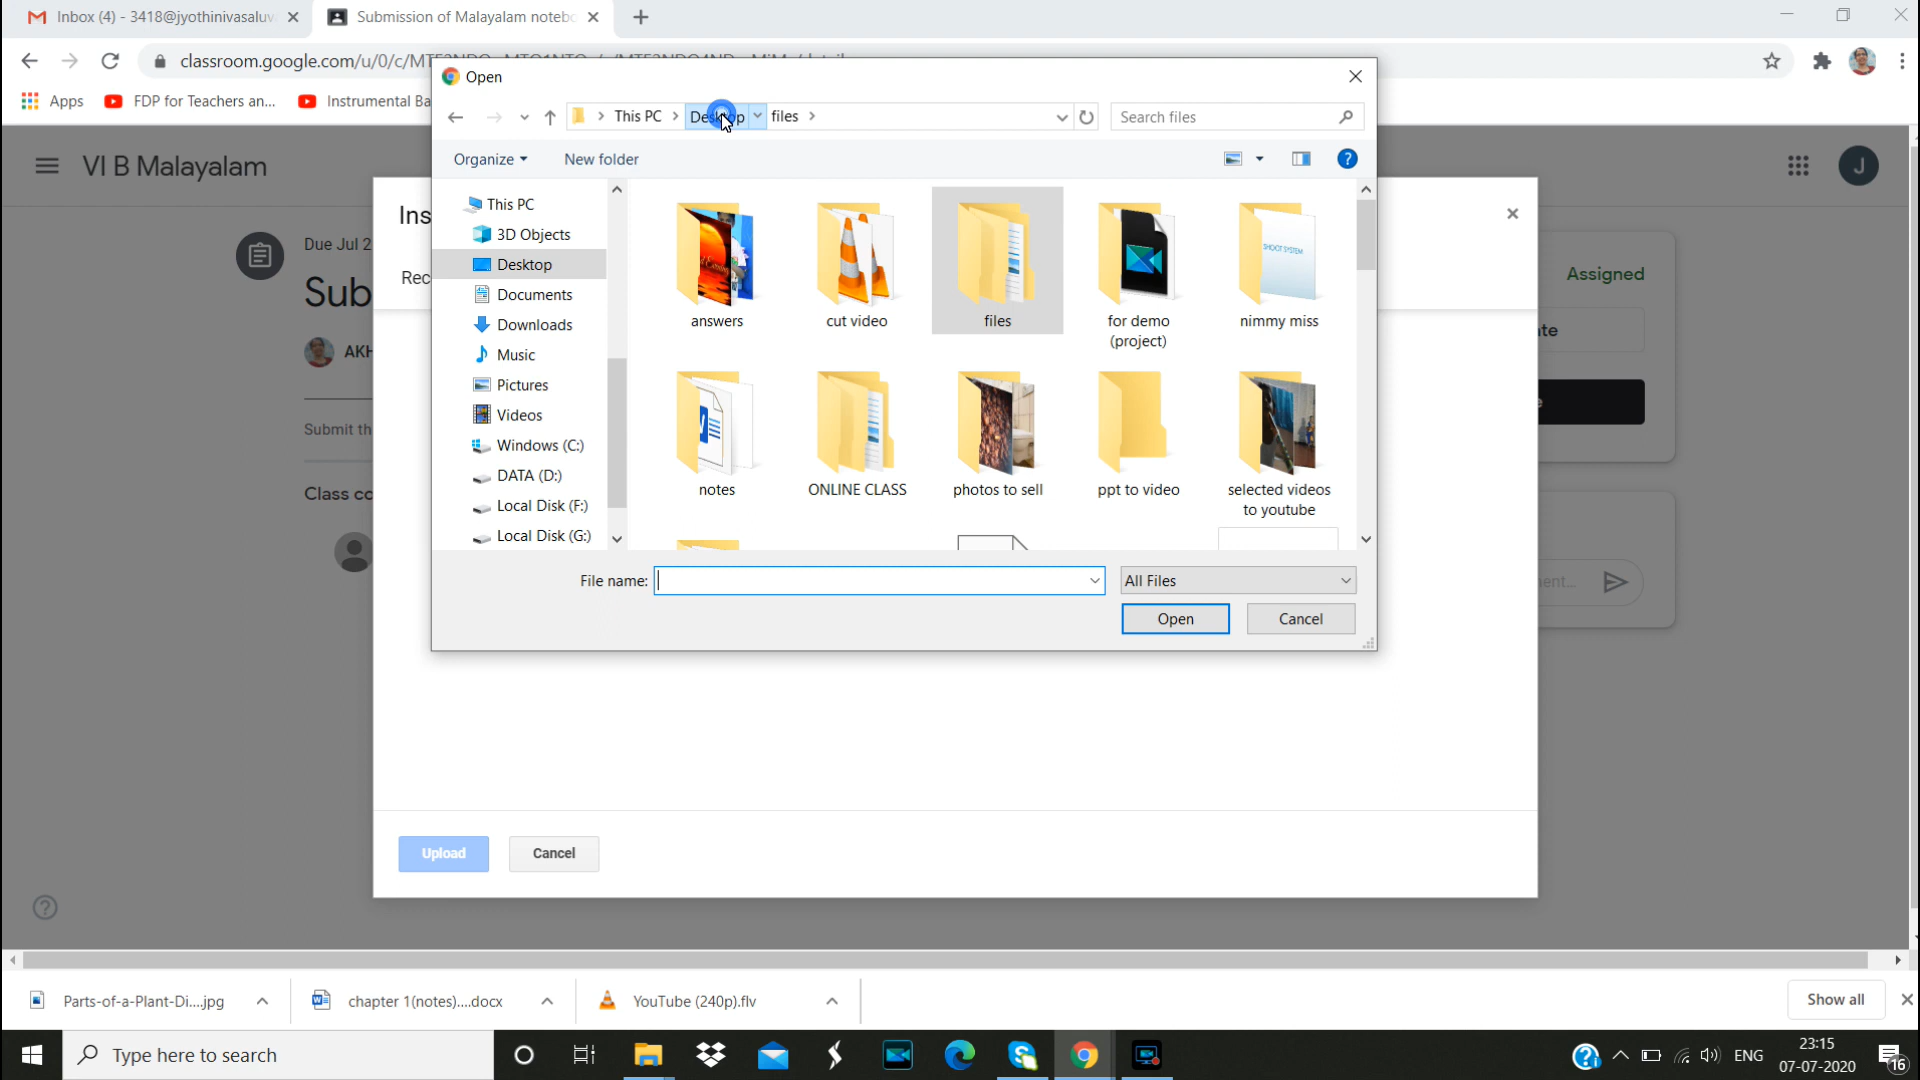 Inbox (4) - 3418@jyothinivasaluv
Submission of Malayalam notebo
classroom.google.com/u/0/c/
Apps
FDP for Teachers an...
Instrumental Ba
Open
This PC
Desktop
files
Search files
Organize
New folder
VI B Malayalam
J
This PC
3D Objects
Desktop
Documents
Downloads
Music
Pictures
Videos
Windows (C:)
DATA (D:)
Local Disk (F:)
Local Disk (G:)
answers
cut video
files
for demo
(project)
SHOOT SYSTEM
nimmy miss
notes
ONLINE CLASS
photos to sell
ppt to video
selected videos
to youtube
File name:
All Files
Open
Cancel
Ins
Rec
Due Jul 2
Sub
AKH
Submit th
Class co
Assigned
te
e
ent...
Upload
Cancel
Parts-of-a-Plant-Di....jpg
chapter 1(notes)....docx
YouTube (240p).flv
Show all
Type here to search
ENG
23:15
07-07-2020
16